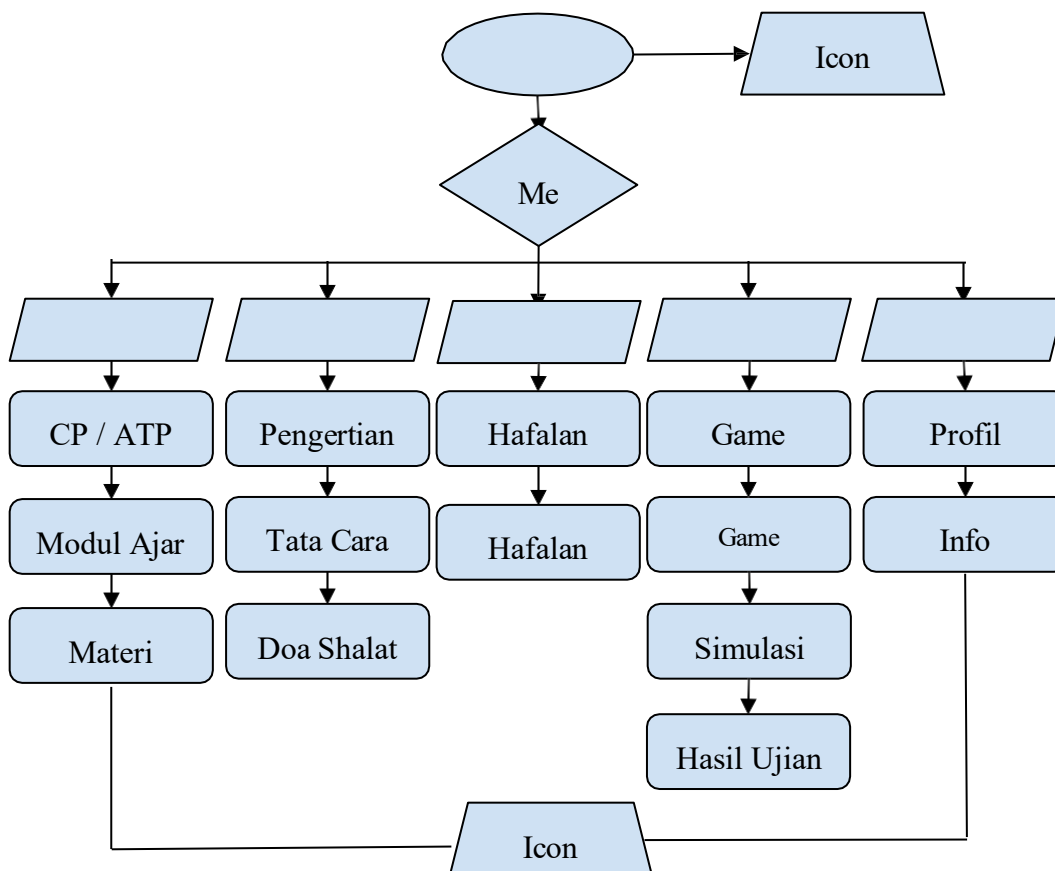 Icon
Me
CP / ATP
Pengertian
Hafalan
Game
Profil
Modul Ajar
Tata Cara
Hafalan
Game
Info
Materi
Doa Shalat
Simulasi
Hasil Ujian
Icon